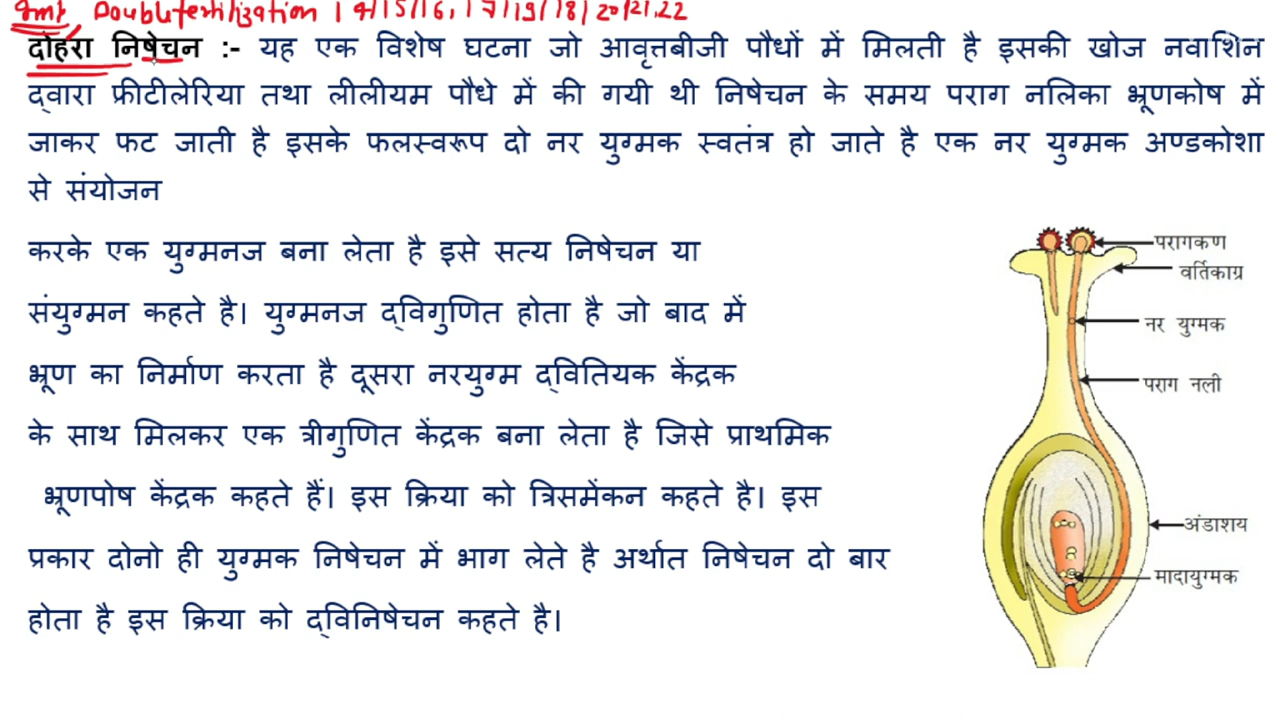 Imp Double fertilization | 14/15/16, 17/19/18/20/21,22
दोहरा निषेचन :- यह एक विशेष घटना जो आवृत्तबीजी पौधों में मिलती है इसकी खोज नवाशिन
द्वारा फ्रीटीलेरिया तथा लीलीयम पौधे में की गयी थी निषेचन के समय पराग नलिका भ्रूणकोष में
जाकर फट जाती है इसके फलस्वरूप दो नर युग्मक स्वतंत्र हो जाते है एक नर युग्मक अण्डकोशा
से संयोजन
करके एक युग्मनज बना लेता है इसे सत्य निषेचन या
संयुग्मन कहते है। युग्मनज द्विगुणित होता है जो बाद में
भ्रूण का निर्माण करता है दूसरा नरयुग्म द्वितियक केंद्रक
के साथ मिलकर एक त्रीगुणित केंद्रक बना लेता है जिसे प्राथमिक
भ्रूणपोष केंद्रक कहते हैं। इस क्रिया को त्रिसमेंकन कहते है। इस
प्रकार दोनो ही युग्मक निषेचन में भाग लेते है अर्थात निषेचन दो बार
होता है इस क्रिया को द्विनिषेचन कहते है।
परागकण
वर्तिकाग्र
नर युग्मक
पराग नली
अंडाशय
मादायुग्मक